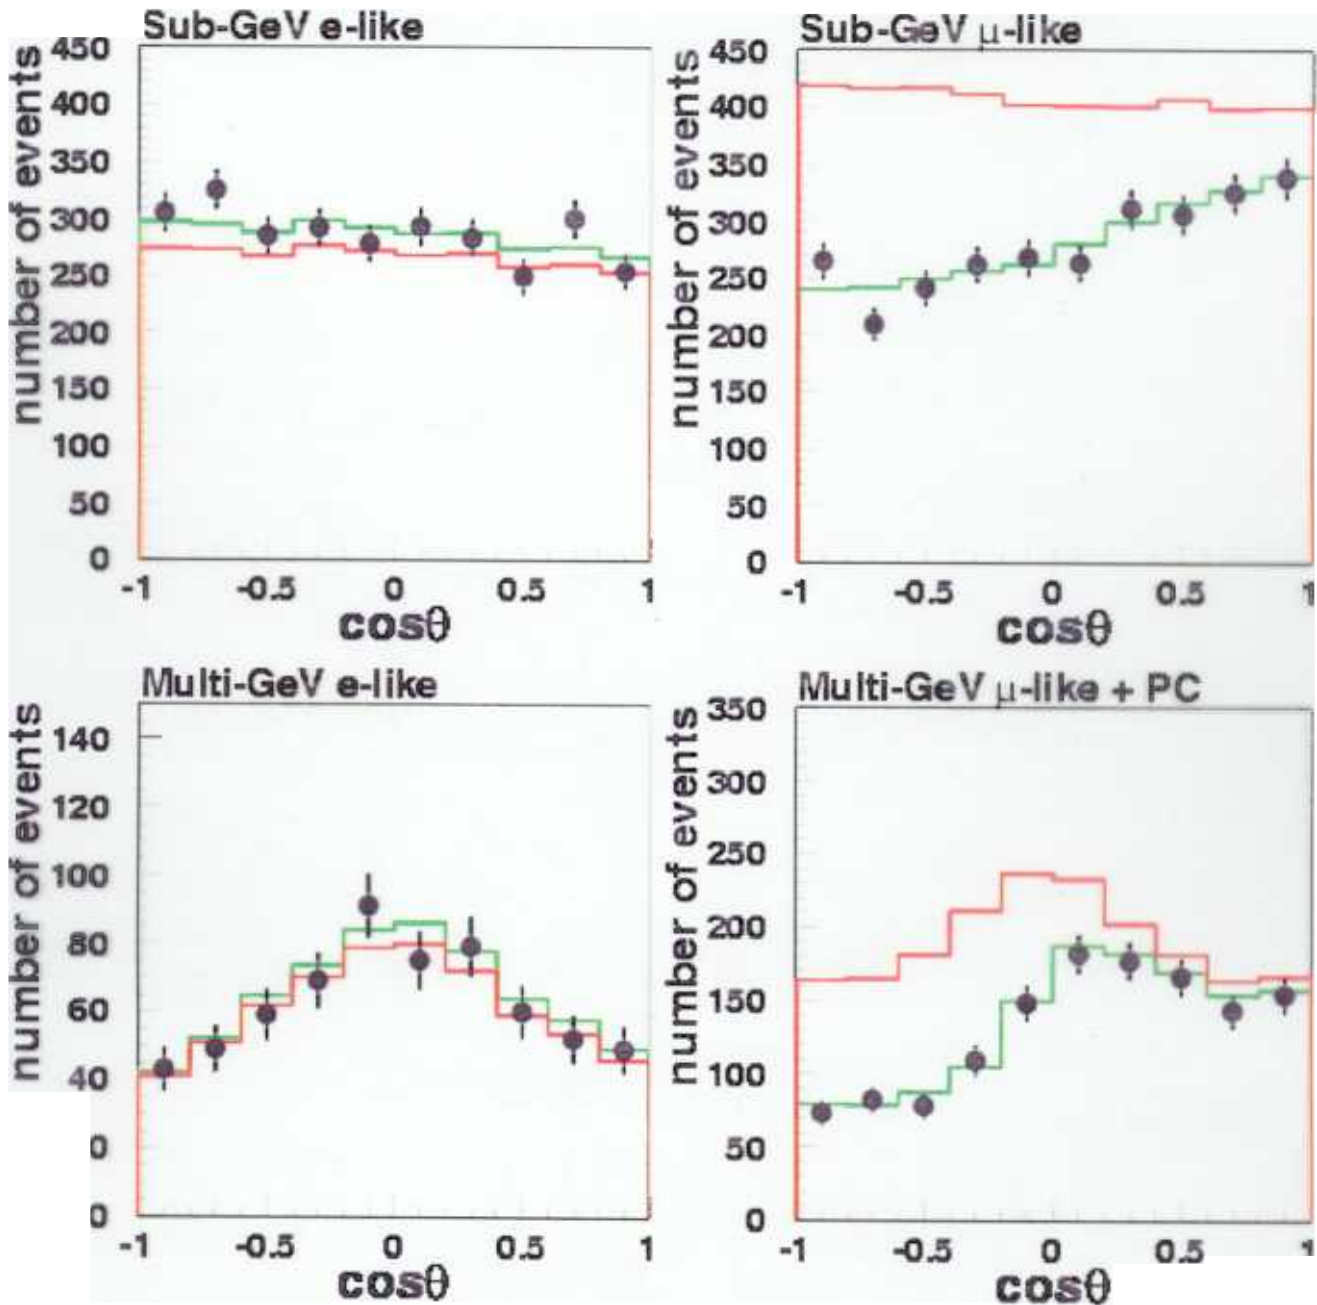 Sub-GeV e-like
number of events
450
400
350
300
250
200
150
100
50
0
-1 -0.5 0 0.5 1
cosθ
Sub-GeV μ-like
number of events
450
400
350
300
250
200
150
100
50
0
-1 -0.5 0 0.5 1
cosθ
Multi-GeV e-like
number of events
140
120
100
80
60
40
0
0
-1 -0.5 0 0.5 1
cosθ
Multi-GeV μ-like + PC
number of events
350
300
250
200
150
100
50
0
-1 -0.5 0 0.5 1
cosθ